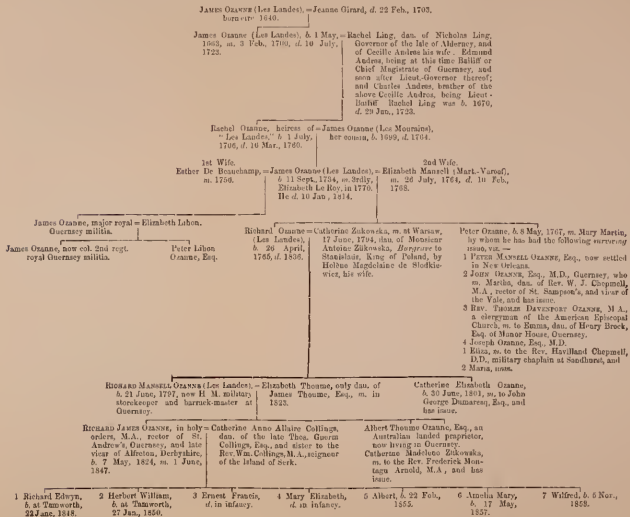 JAMES OZANNE (Les Landes), = Jeanne Girard, d. 22 Feb., 1703,
born circ 1640.
James Ozanne (Les Landes), b. 1 May, = Rachel Ling, dau. of Nicholas Ling,
1663, m. 3 Feb., 1700, d. 10 July, Governor of the Isle of Alderney, and
1722. of Cecille Andros his wife. Edmund
Andros, being at this time Bailiff or
Chief Magistrate of Guernsey, and
soon after Lieut.-Governor thereof;
and Charles Andros, brother of the
above Cecille Andros, being Lieut-
Bailiff Rachel Ling was b. 1670,
d. 29 Jan., 1723.
Rachel Ozanne, heiress of = James Ozanne (Les Mourains),
"Les Landes," b 1 July, her cousin, b. 1699, d. 1764.
1706, d. 16 Mar., 1760.
1st Wife. 2nd Wife.
Esther De Beauchamp, = James Ozanne (Les Landes) = Elizabeth Mansell (Mart.-Varouf),
m. 1756. b 11 Sept., 1734, m. 3rdly, m. 26 July, 1764, d. 10 Feb.,
Elizabeth Le Roy, in 1770. 1768.
He d. 10 Jan, 1814.
James Ozanne, major royal = Elizabeth Lihou.
Guernsey militia.
James Ozanne, now col. 2nd regt. Peter Lihou
royal Guernsey militia. Ozanne, Esq.
Richard Ozanne = Catherine Zukowska, m. at Warsaw,
(Les Landes), 17 June, 1794, dau. of Monsieur
b. 26 April, Antoine Zukowska, Burgrave to
1765, d. 1836. Stanislaus, King of Poland, by
Helène Magdelaine de Slodkie-
wicz, his wife.
Peter Ozanne, b. 8 May, 1767, m. Mary Martin,
by whom he has had the following surviving
issue, viz.—
1 PETER MANSELL OZANNE, Esq., now settled
in New Orleans.
2 JOHN OZANNE, Esq., M.D., Guernsey, who
m. Martha, dau. of Rev. W. J. Chepmell,
M.A., rector of St. Sampson's, and vicar of
the Vale, and has issue.
3 REV. THOMAS DAVENPORT OZANNE, M A.,
a clergyman of the American Episcopal
Church, m. to Emma, dau. of Henry Brock,
Esq. of Manor House, Guernsey.
4 Joseph Ozanne, Esq., M.D.
1 Eliza, m. to the Rev. Havilland Chepmell,
D.D., military chaplain at Sandhurst, and
2 Maria, unm.
RICHARD MANSELL OZANNE (Les Landes), = Elizabeth Thoume, only dau. of
b. 21 June, 1797, now H M. military James Thoume, Esq., m. in
storekeeper and barrack-master at 1823.
Guernsey.
Catherine Elizabeth Ozanne,
b. 30 June, 1801, m. to John
George Dumaresq, Esq., and
has issue.
RICHARD JAMES OZANNE, in holy = Catherine Anne Allaire Collings,
orders, M.A., rector of St. dau. of the late Thos. Guerin
Andrew's, Guernsey, and late Collings, Esq., and sister to the
vicar of Alfreton, Derbyshire, Rev. Wm. Collings, M.A., seigneur
b. 7 May, 1824, m. 1 June, of the Island of Serk.
1847.
Albert Thoume Ozanne, Esq., an
Australian landed proprietor,
now living in Guernsey.
Catherine Madeleine Zukowska,
m. to the Rev. Frederick Mon-
tagu Arnold, M.A., and has
issue.
1 Richard Edwyn, 2 Herbert William, 3 Ernest Francis, 4 Mary Elizabeth, 5 Albert, b. 22 Feb., 6 Amelia Mary, 7 Wilfred, b. 6 Nov.,
b. at Tamworth, b. at Tamworth, d. in infancy. d. in infancy. 1855. b. 17 May, 1858.
22 June, 1848. 27 Jan., 1850. 1857.